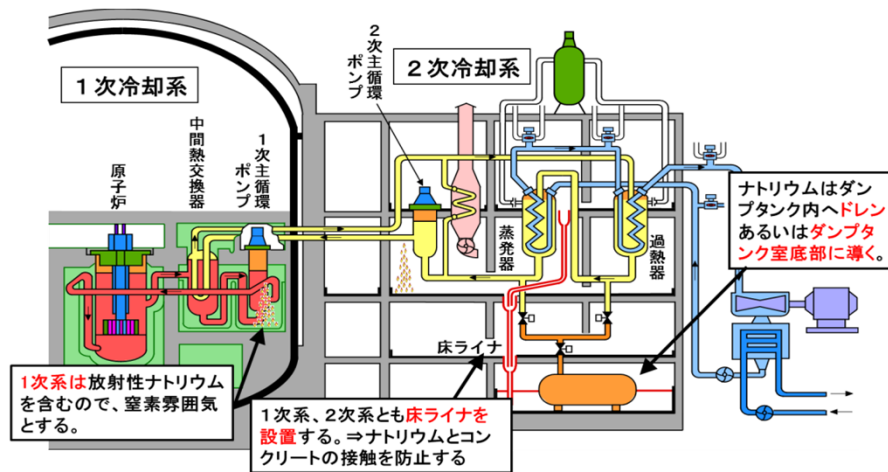 1次冷却系
2次冷却系
2次主循環
ポンプ
原子炉
中間熱交換器
1次主循環
ポンプ
蒸発器
過熱器
ナトリウムはダン
プタンク内へドレン
あるいはダンプタ
ンク室底部に導く。
床ライナ
1次系は放射性ナトリウム
を含むので、窒素雰囲気
とする。
1次系、2次系とも床ライナを
設置する。⇒ナトリウムとコン
クリートの接触を防止する